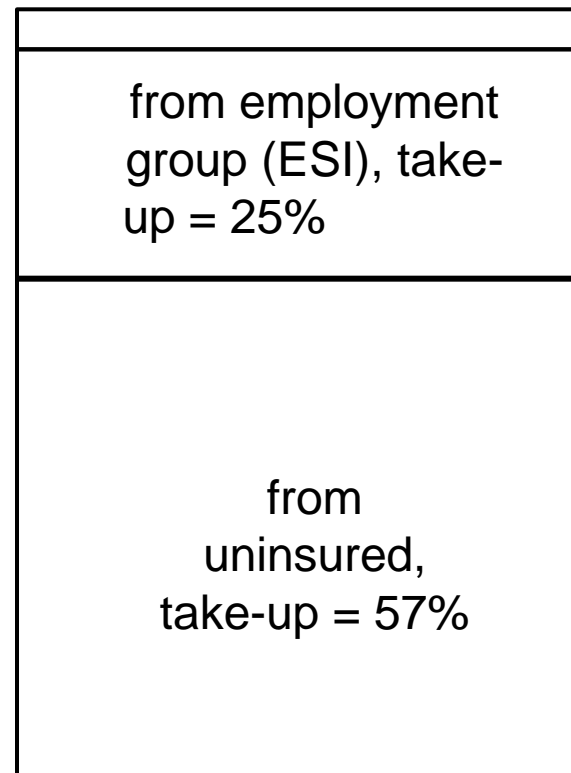 from employment
group (ESI), take-
up = 25%
from
uninsured,
take-up = 57%